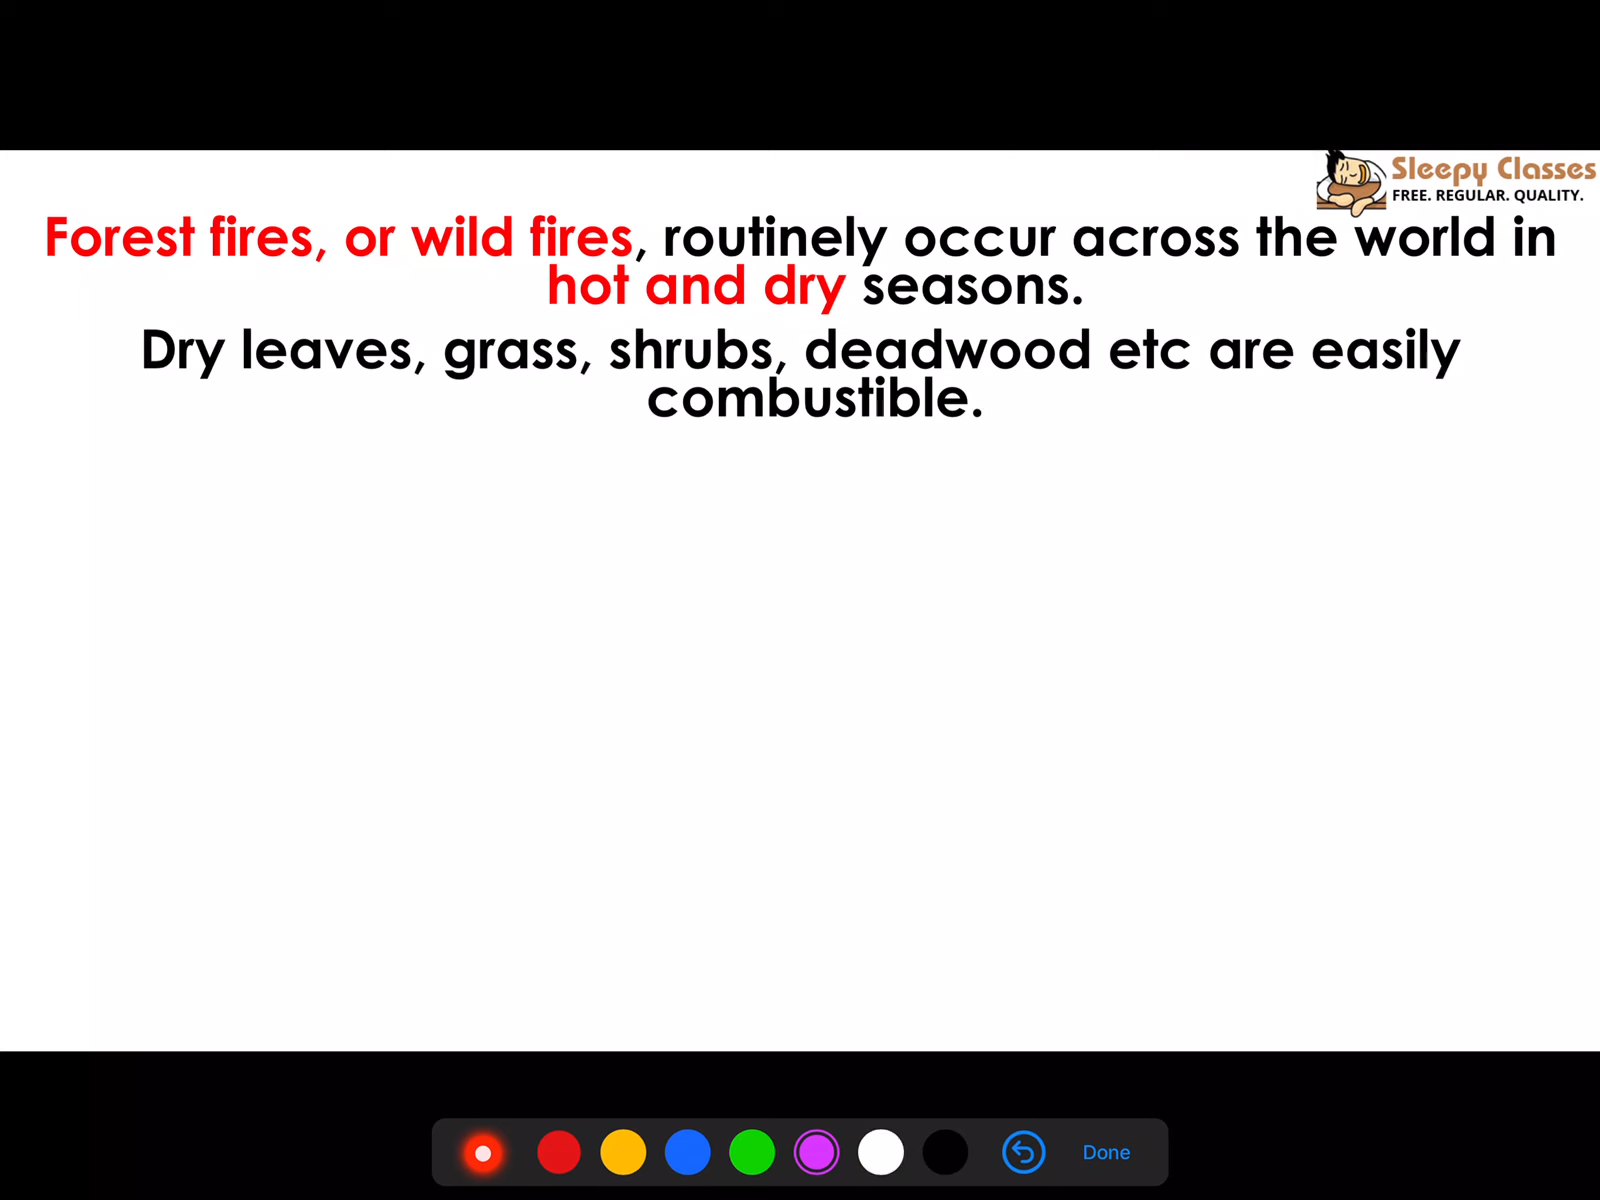 Sleepy Classes
FREE. REGULAR. QUALITY.
Forest fires, or wild fires, routinely occur across the world in
hot and dry seasons.
Dry leaves, grass, shrubs, deadwood etc are easily
combustible.
Done